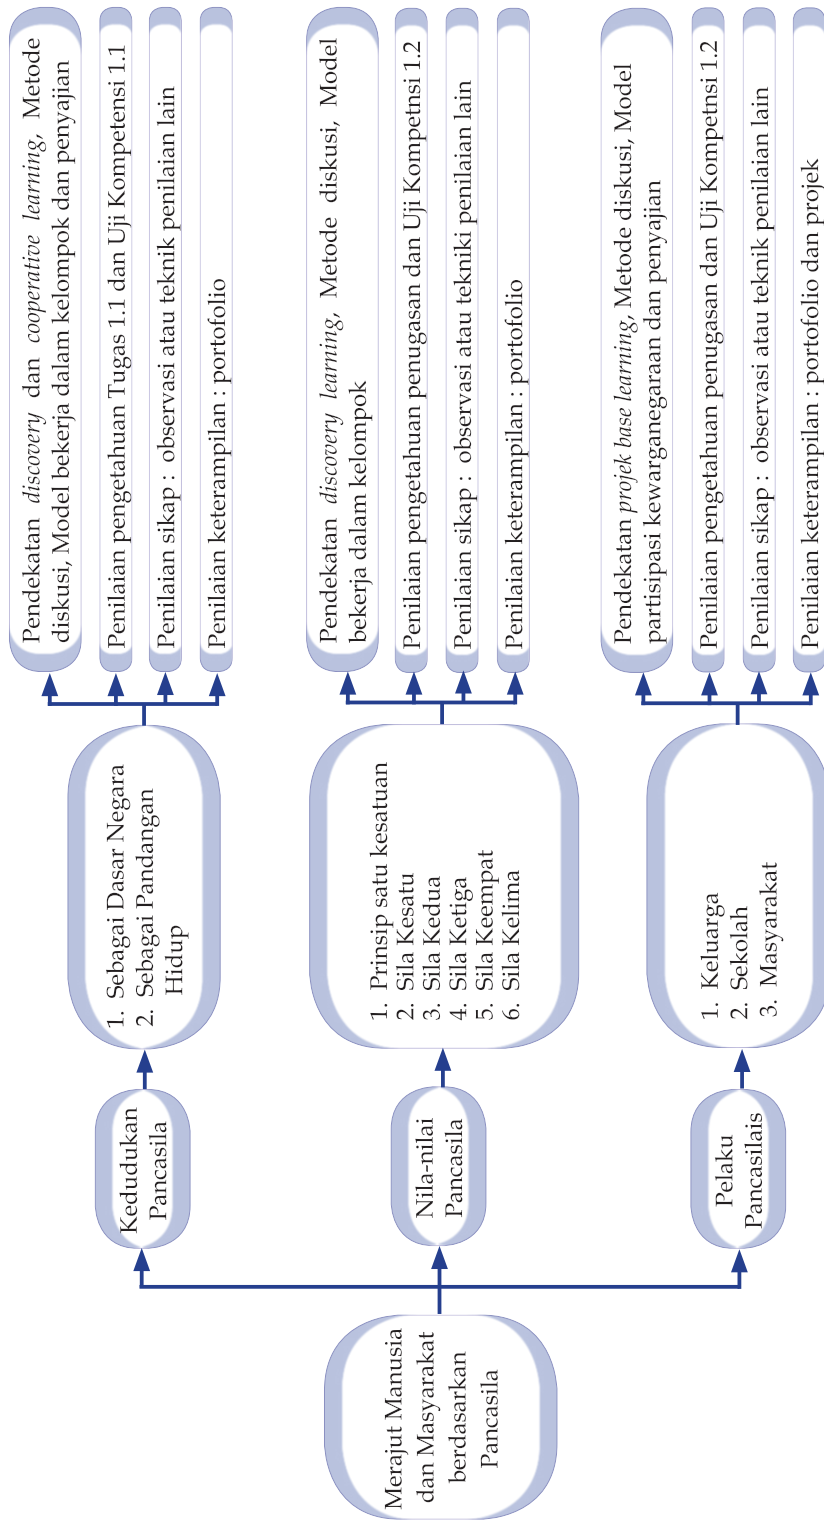 Merajut Manusia
dan Masyarakat
berdasarkan
Pancasila
Kedudukan
Pancasila
1. Sebagai Dasar Negara
2. Sebagai Pandangan
Hidup
Pendekatan discovery dan cooperative learning, Metode
diskusi, Model bekerja dalam kelompok dan penyajian
Penilaian pengetahuan Tugas 1.1 dan Uji Kompetensi 1.1
Penilaian sikap : observasi atau teknik penilaian lain
Penilaian keterampilan : portofolio
Nila-nilai
Pancasila
1. Prinsip satu kesatuan
2. Sila Kesatu
3. Sila Kedua
4. Sila Ketiga
5. Sila Keempat
6. Sila Kelima
Pendekatan discovery learning, Metode diskusi, Model
bekerja dalam kelompok
Penilaian pengetahuan penugasan dan Uji Kompetnsi 1.2
Penilaian sikap : observasi atau tekniki penilaian lain
Penilaian keterampilan : portofolio
Pelaku
Pancasilais
1. Keluarga
2. Sekolah
3. Masyarakat
Pendekatan projek base learning, Metode diskusi, Model
partisipasi kewarganegaraan dan penyajian
Penilaian pengetahuan penugasan dan Uji Kompetnsi 1.2
Penilaian sikap : observasi atau teknik penilaian lain
Penilaian keterampilan : portofolio dan projek